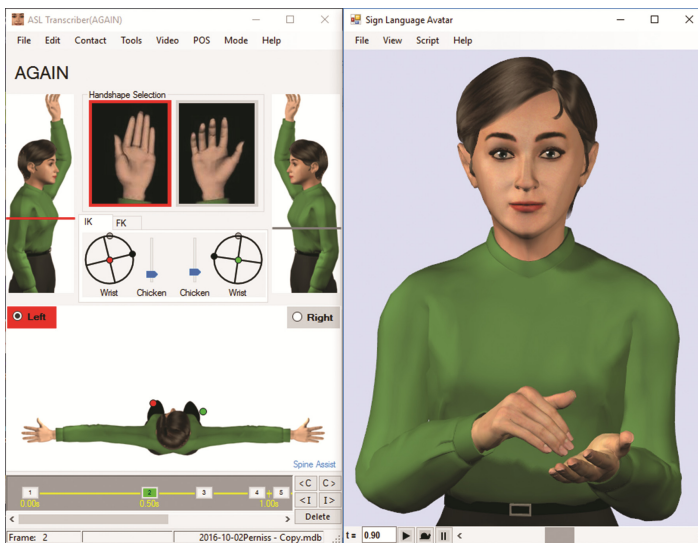 ASL Transcriber(AGAIN)
File Edit Contact Tools Video POS Mode Help
AGAIN
Handshape Selection
IK FK
Wrist Chicken Chicken Wrist
Left
Right
Spine Assist
1 2 3 4 + 5
0.00s 0.50s 1.00s
<C C>
<I I>
Delete
< >
Frame: 2 2016-10-02Perniss - Copy.mdb
Sign Language Avatar
File View Script Help
t = 0.90 <